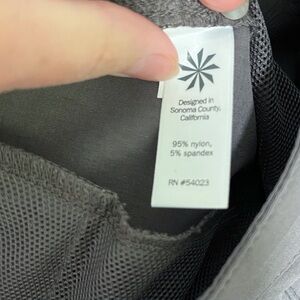 Designed in
Sonoma County,
California
95% nylon,
5% spandex
RN #54023